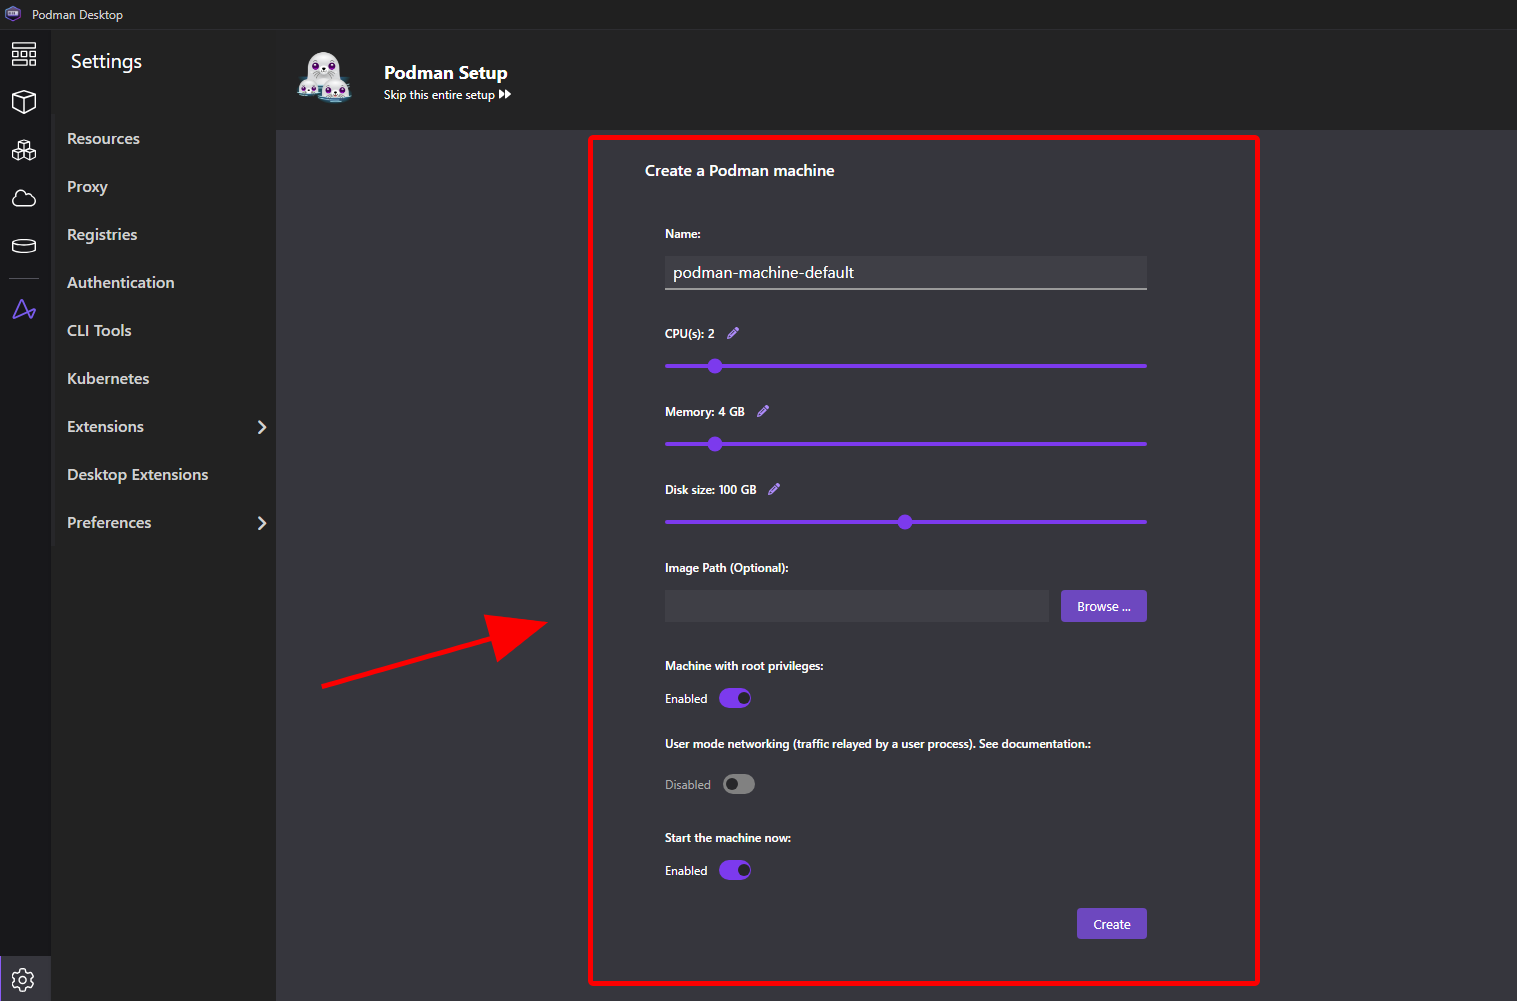 Podman Desktop
Settings
Resources
Proxy
Registries
Authentication
CLI Tools
Kubernetes
Extensions
Desktop Extensions
Preferences
Podman Setup
Skip this entire setup
Create a Podman machine
Name:
podman-machine-default
CPU(s): 2
Memory: 4 GB
Disk size: 100 GB
Image Path (Optional):
Browse ...
Machine with root privileges:
Enabled
User mode networking (traffic relayed by a user process). See documentation.:
Disabled
Start the machine now:
Enabled
Create